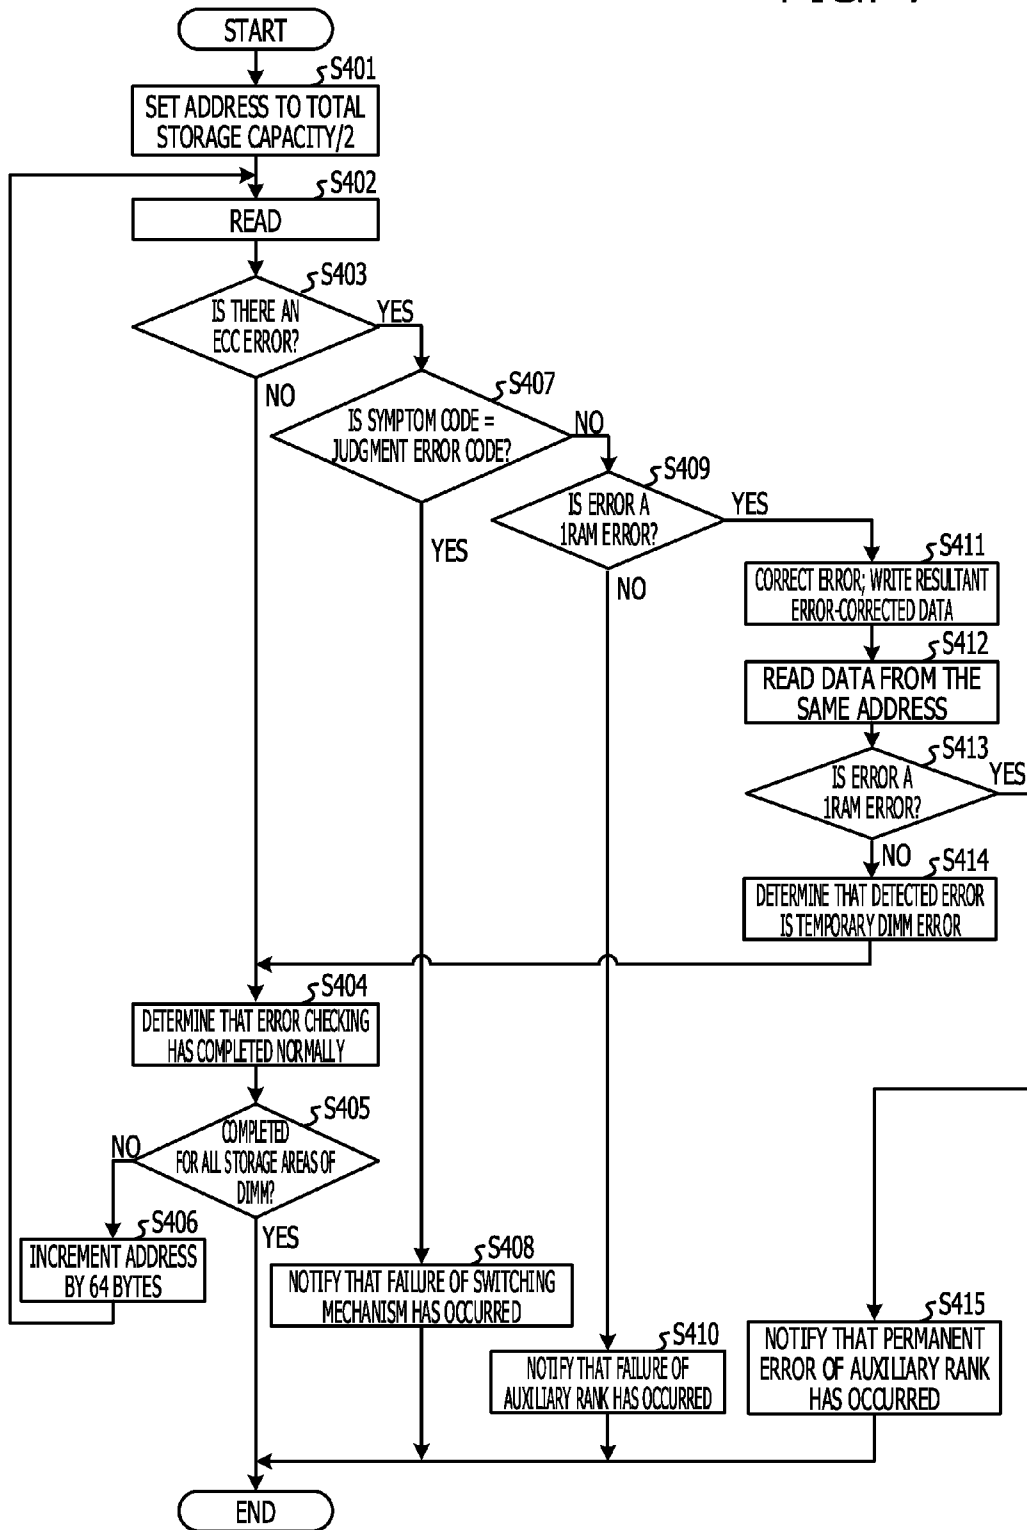 START
S401
SET ADDRESS TO TOTAL
STORAGE CAPACITY/2
S402
READ
S403
IS THERE AN
ECC ERROR?
YES
NO
S407
IS SYMPTOM CODE =
JUDGMENT ERROR CODE?
NO
YES
S409
IS ERROR A
1RAM ERROR?
YES
NO
S411
CORRECT ERROR; WRITE RESULTANT
ERROR-CORRECTED DATA
S412
READ DATA FROM THE
SAME ADDRESS
S413
IS ERROR A
1RAM ERROR?
YES
NO
S414
DETERMINE THAT DETECTED ERROR
IS TEMPORARY DIMM ERROR
S404
DETERMINE THAT ERROR CHECKING
HAS COMPLETED NORMALLY
S405
COMPLETED
FOR ALL STORAGE AREAS OF
DIMM?
NO
YES
S406
INCREMENT ADDRESS
BY 64 BYTES
S408
NOTIFY THAT FAILURE OF SWITCHING
MECHANISM HAS OCCURRED
S410
NOTIFY THAT FAILURE OF
AUXILIARY RANK HAS OCCURRED
S415
NOTIFY THAT PERMANENT
ERROR OF AUXILIARY RANK
HAS OCCURRED
END